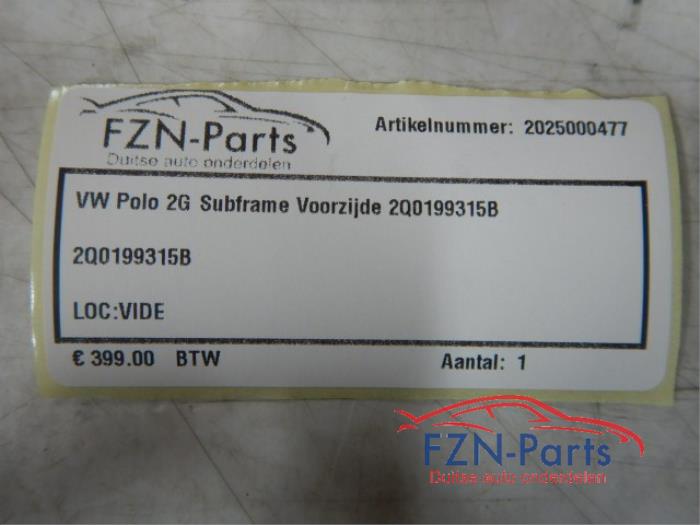 FZN-Parts
Duitse auto onderdelen
Artikelnummer: 2025000477
VW Polo 2G Subframe Voorzijde 2Q0199315B
2Q0199315B
LOC:VIDE
€ 399.00 BTW
Aantal: 1
FZN-Parts
Duitse auto onderdelen